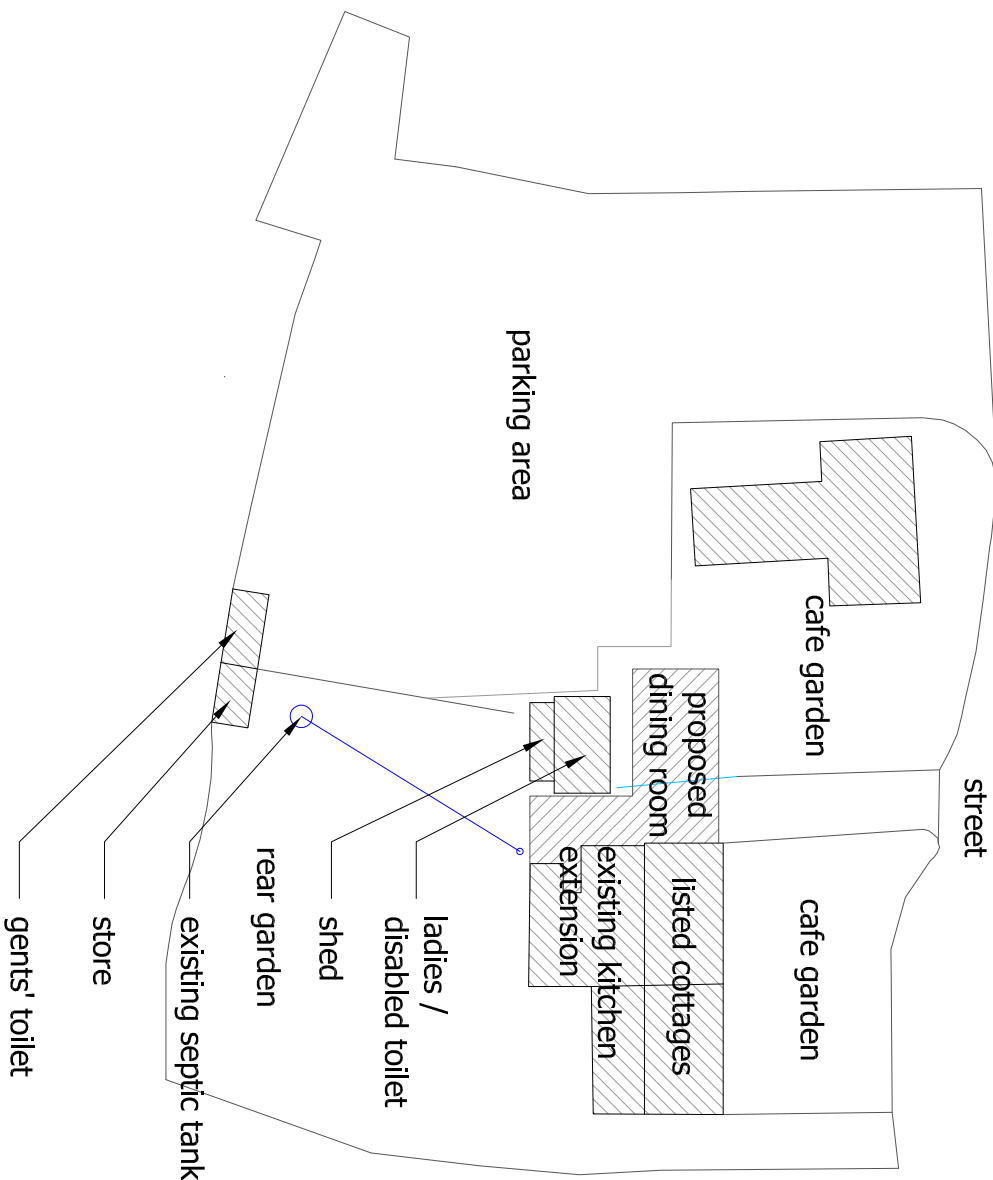 street
cafe garden
cafe garden
proposed
dining room
listed cottages
existing kitchen
extension
parking area
ladies /
disabled toilet
shed
rear garden
existing septic tank
store
gents' toilet